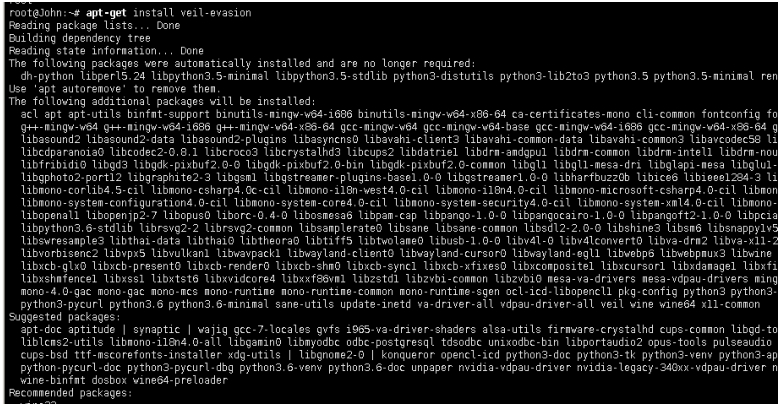 root@John:~# apt-get install veil-evasion
Reading package lists... Done
Building dependency tree
Reading state information... Done
The following packages were automatically installed and are no longer required:
dh-python libperl5.24 libpython3.5-minimal libpython3.5-stdlib python3-distutils python3-lib2to3 python3.5 python3.5-minimal ren
Use 'apt autoremove' to remove them.
The following additional packages will be installed:
acl apt apt-utils binfmt-support binutils-mingw-w64-i686 binutils-mingw-w64-x86-64 ca-certificates-mono cli-common fontconfig fo
g++-mingw-w64 g++-mingw-w64-i686 g++-mingw-w64-x86-64 gcc-mingw-w64 gcc-mingw-w64-base gcc-mingw-w64-i686 gcc-mingw-w64-x86-64 g
libasound2 libasound2-data libasound2-plugins libasyncns0 libavahi-client3 libavahi-common-data libavahi-common3 libavcodec58 li
libcdparanoia0 libcodec2-0.8.1 libcroco3 libcrystalhd3 libcups2 libdatrie1 libdrm-amdgpu1 libdrm-common libdrm-intel1 libdrm-nou
libfribidi0 libgd3 libgdk-pixbuf2.0-0 libgdk-pixbuf2.0-bin libgdk-pixbuf2.0-common libgl1 libgl1-mesa-dri libglapi-mesa libglu1-
libgphoto2-port12 libgraphite2-3 libgsm1 libgstreamer-plugins-base1.0-0 libgstreamer1.0-0 libharfbuzz0b libice6 libieee1284-3 li
libmono-corlib4.5-cil libmono-csharp4.0c-cil libmono-i18n-west4.0-cil libmono-i18n4.0-cil libmono-microsoft-csharp4.0-cil libmon
libmono-system-configuration4.0-cil libmono-system-core4.0-cil libmono-system-security4.0-cil libmono-system-xml4.0-cil libmono-
libopenal1 libopenjp2-7 libopus0 liborc-0.4-0 libosmesa6 libpam-cap libpango-1.0-0 libpangocairo-1.0-0 libpangoft2-1.0-0 libpcia
libpython3.6-stdlib librsvg2-2 librsvg2-common libsamplerate0 libsane libsane-common libsdl2-2.0-0 libshine3 libsm6 libsnappy1v5
libswresample3 libthai-data libthai0 libtheora0 libtiff5 libtwolame0 libusb-1.0-0 libv4l-0 libv4lconvert0 libva-drm2 libva-x11-2
libvorbisenc2 libvpx5 libvulkan1 libwavpack1 libwayland-client0 libwayland-cursor0 libwayland-egl1 libwebp6 libwebpmux3 libwine
libxcb-glx0 libxcb-present0 libxcb-render0 libxcb-shm0 libxcb-sync1 libxcb-xfixes0 libxcomposite1 libxcursor1 libxdamage1 libxfi
libxshmfence1 libxss1 libxtst6 libxvidcore4 libxxf86vm1 libzstd1 libzvbi-common libzvbi0 mesa-va-drivers mesa-vdpau-drivers ming
mono-4.0-gac mono-gac mono-mcs mono-runtime mono-runtime-common mono-runtime-sgen ocl-icd-libopencl1 pkg-config python3 python3-
python3-pycurl python3.6 python3.6-minimal sane-utils update-inetd va-driver-all vdpau-driver-all veil wine wine64 x11-common
Suggested packages:
apt-doc aptitude | synaptic | wajig gcc-7-locales gvfs i965-va-driver-shaders alsa-utils firmware-crystalhd cups-common libgd-to
liblcms2-utils libmono-i18n4.0-all libgamin0 libmyodbc odbc-postgresql tdsodbc unixodbc-bin libportaudio2 opus-tools pulseaudio
cups-bsd ttf-mscorefonts-installer xdg-utils | libgnome2-0 | konqueror opencl-icd python3-doc python3-tk python3-venv python3-ap
python-pycurl-doc python3-pycurl-dbg python3.6-venv python3.6-doc unpaper nvidia-vdpau-driver nvidia-legacy-340xx-vdpau-driver n
wine-binfmt dosbox wine64-preloader
Recommended packages: